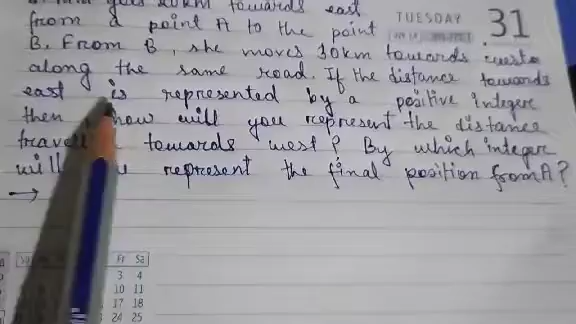 goes 20km towards east
from a point A to the point
B. From B, she moves 30km towards west
along the same road. If the distance towards
east is represented by a positive integer
then how will you represent the distance
travell towards west? By which integer
will represent the final position from A?
→
TUESDAY
31
Fr Sa
3 4
10 11
17 18
24 25